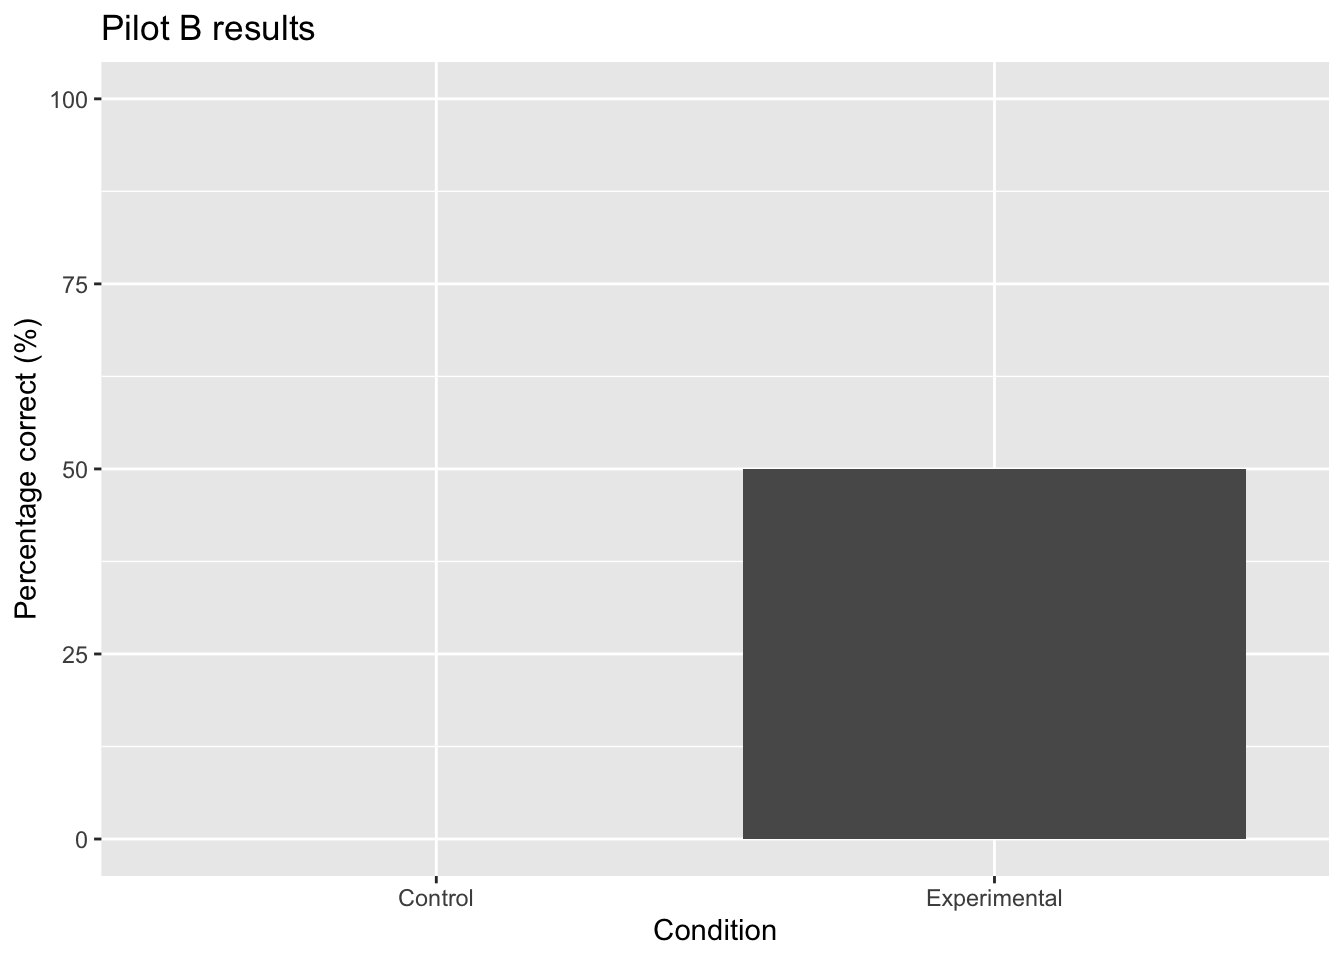 Pilot B results
100
75
50
25
0
Percentage correct (%)
Control
Experimental
Condition